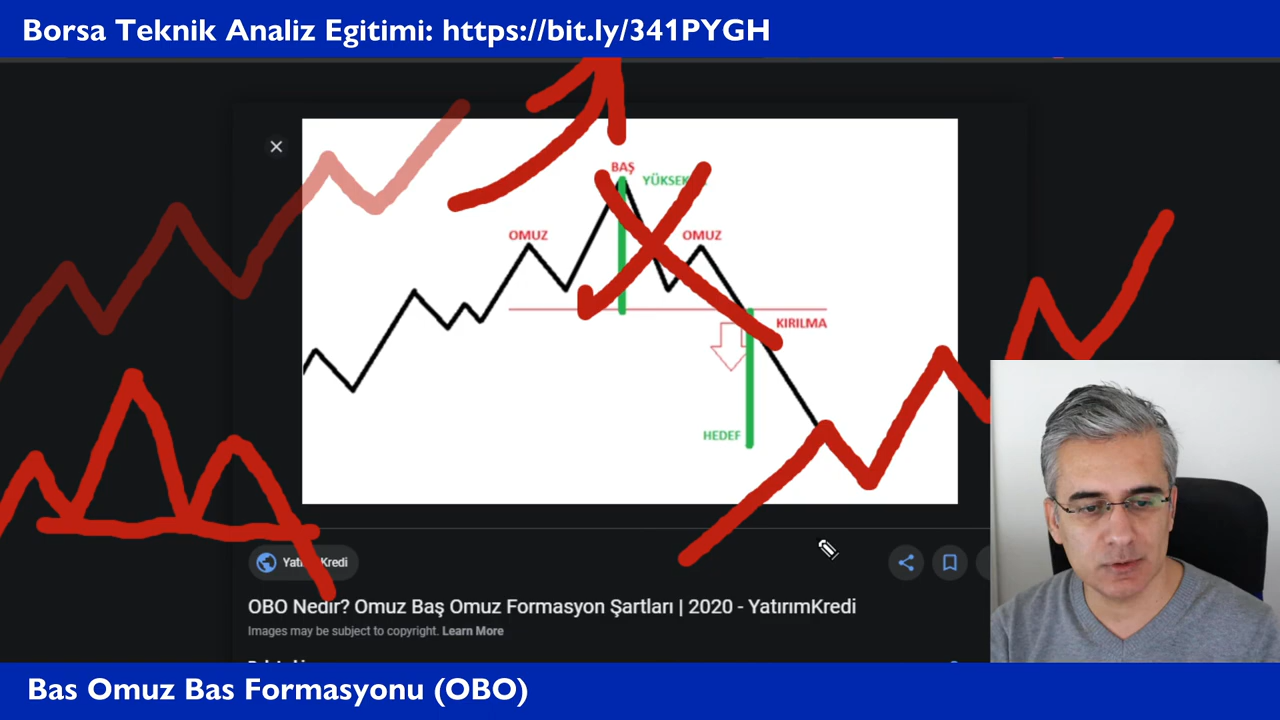 Borsa Teknik Analiz Egitimi: https://bit.ly/341PYGH
BAŞ
OMUZ
OMUZ
KIRILMA
HEDEF
OBO Nedir? Omuz Baş Omuz Formasyon Şartları | 2020 - YatırımKredi
Images may be subject to copyright. Learn More
Bas Omuz Bas Formasyonu (OBO)